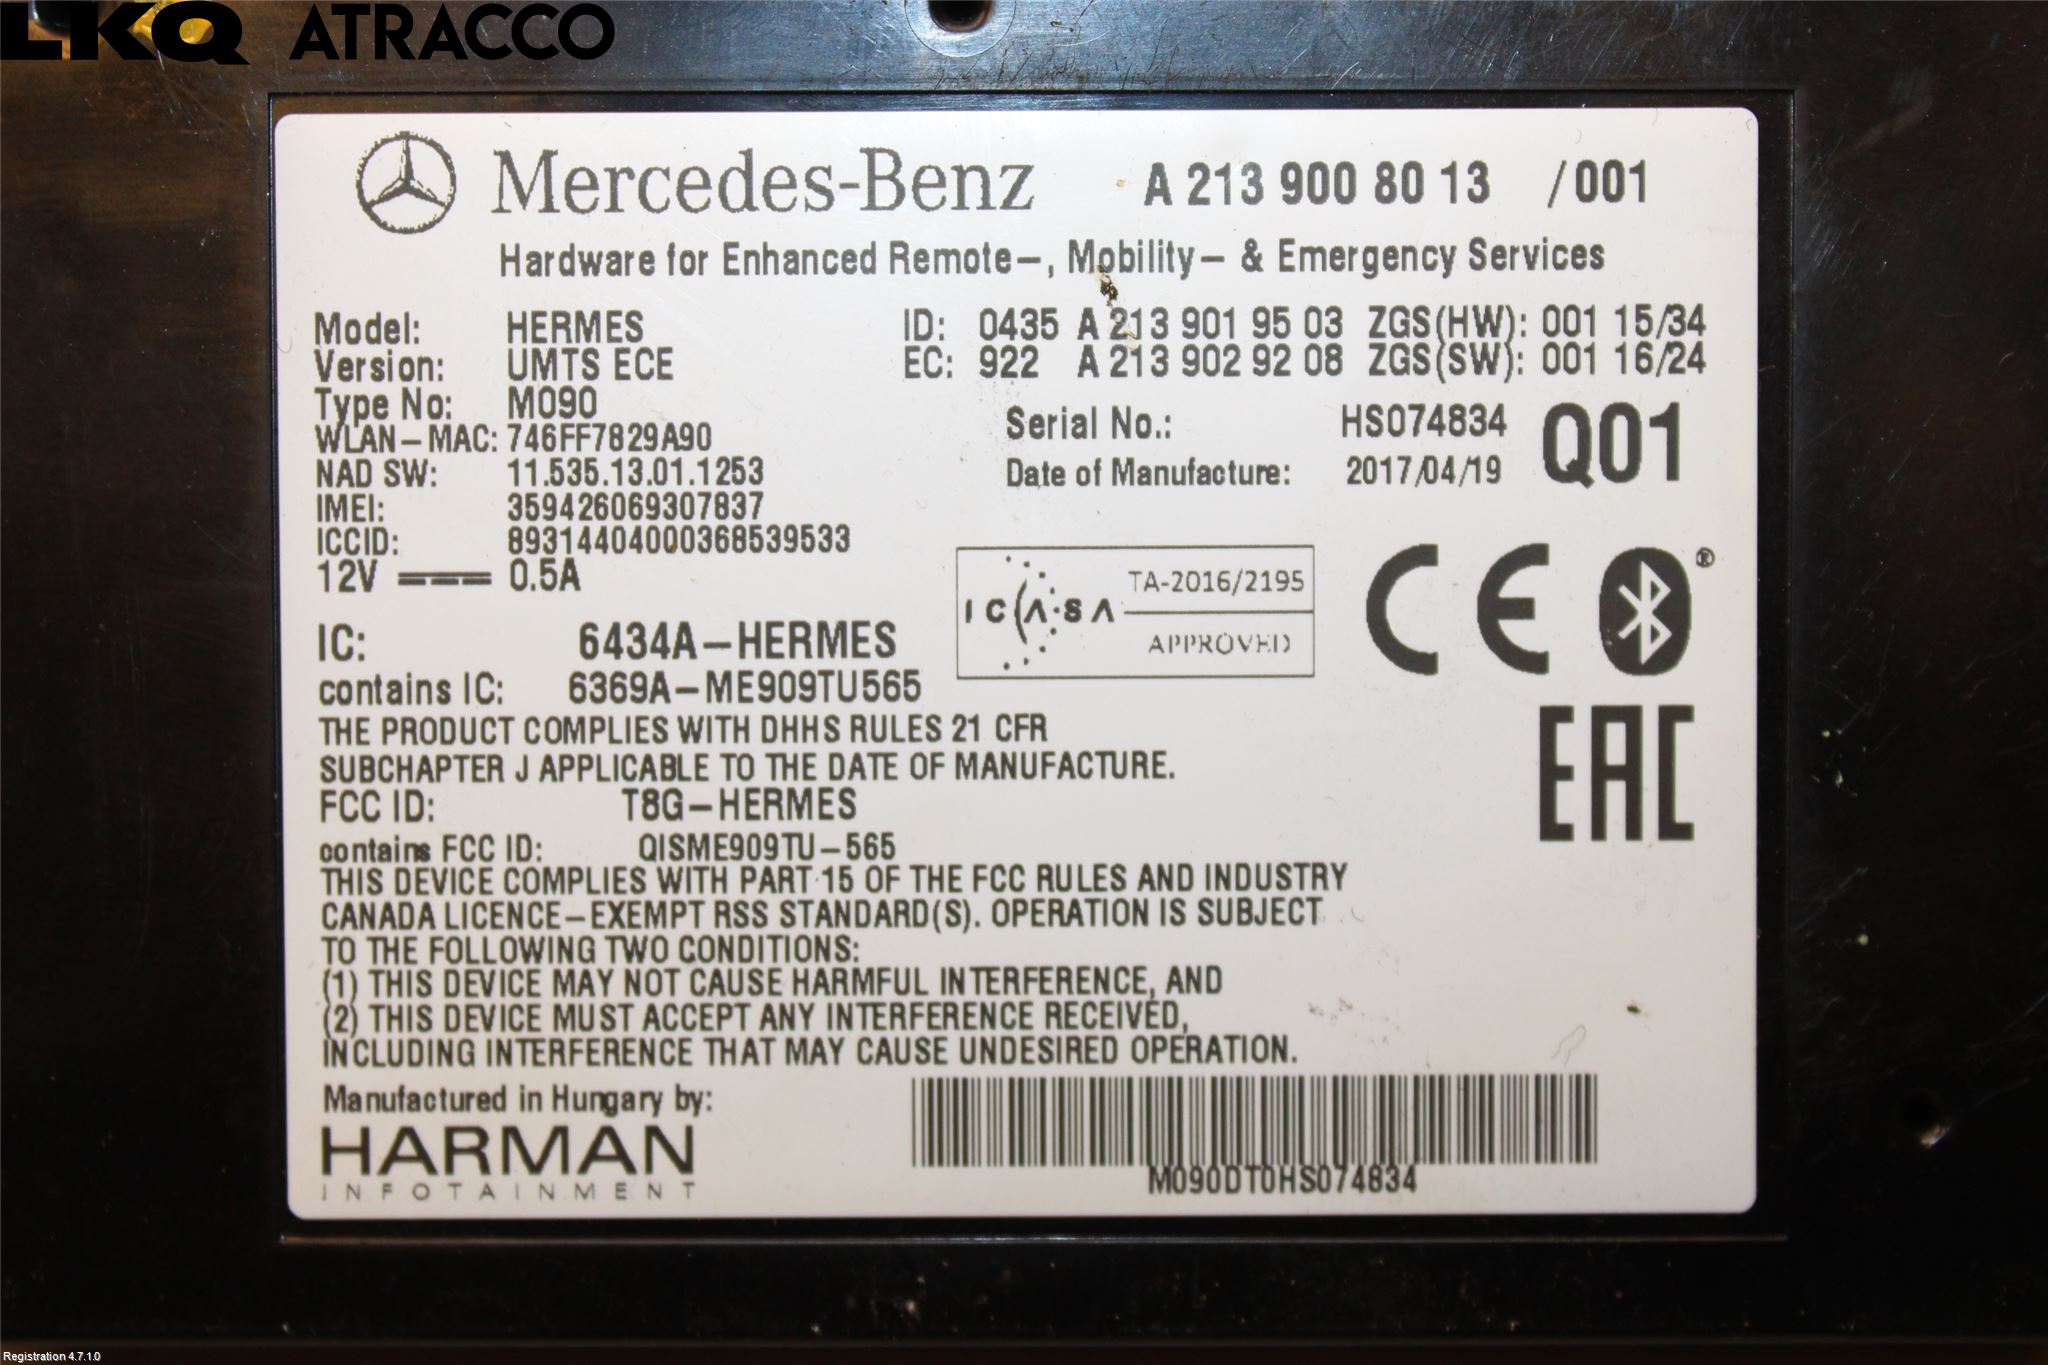 LKQ ATRACCO
Mercedes-Benz A 213 900 80 13 /001
Hardware for Enhanced Remote-, Mobility- & Emergency Services
Model: HERMES ID: 0435 A 213 901 95 03 ZGS(HW): 001 15/34
Version: UMTS ECE EC: 922 A 213 902 92 08 ZGS(SW): 001 16/24
Type No: M090
WLAN-MAC: 746FF7829A90
Serial No.: HS074834 Q01
NAD SW: 11.535.13.01.1253
Date of Manufacture: 2017/04/19
IMEI: 359426069307837
ICCID: 89314404000368539533
12V 0.5A
ICASA TA-2016/2195
APPROVED
CE
EAC
IC: 6434A-HERMES
contains IC: 6369A-ME909TU565
THE PRODUCT COMPLIES WITH DHHS RULES 21 CFR
SUBCHAPTER J APPLICABLE TO THE DATE OF MANUFACTURE.
FCC ID: T8G-HERMES
contains FCC ID: QISME909TU-565
THIS DEVICE COMPLIES WITH PART 15 OF THE FCC RULES AND INDUSTRY
CANADA LICENCE-EXEMPT RSS STANDARD(S). OPERATION IS SUBJECT
TO THE FOLLOWING TWO CONDITIONS:
(1) THIS DEVICE MAY NOT CAUSE HARMFUL INTERFERENCE, AND
(2) THIS DEVICE MUST ACCEPT ANY INTERFERENCE RECEIVED,
INCLUDING INTERFERENCE THAT MAY CAUSE UNDESIRED OPERATION.
Manufactured in Hungary by:
HARMAN
INFOTAINMENT
M090DT0HS074834
Registration 4.7.1.0